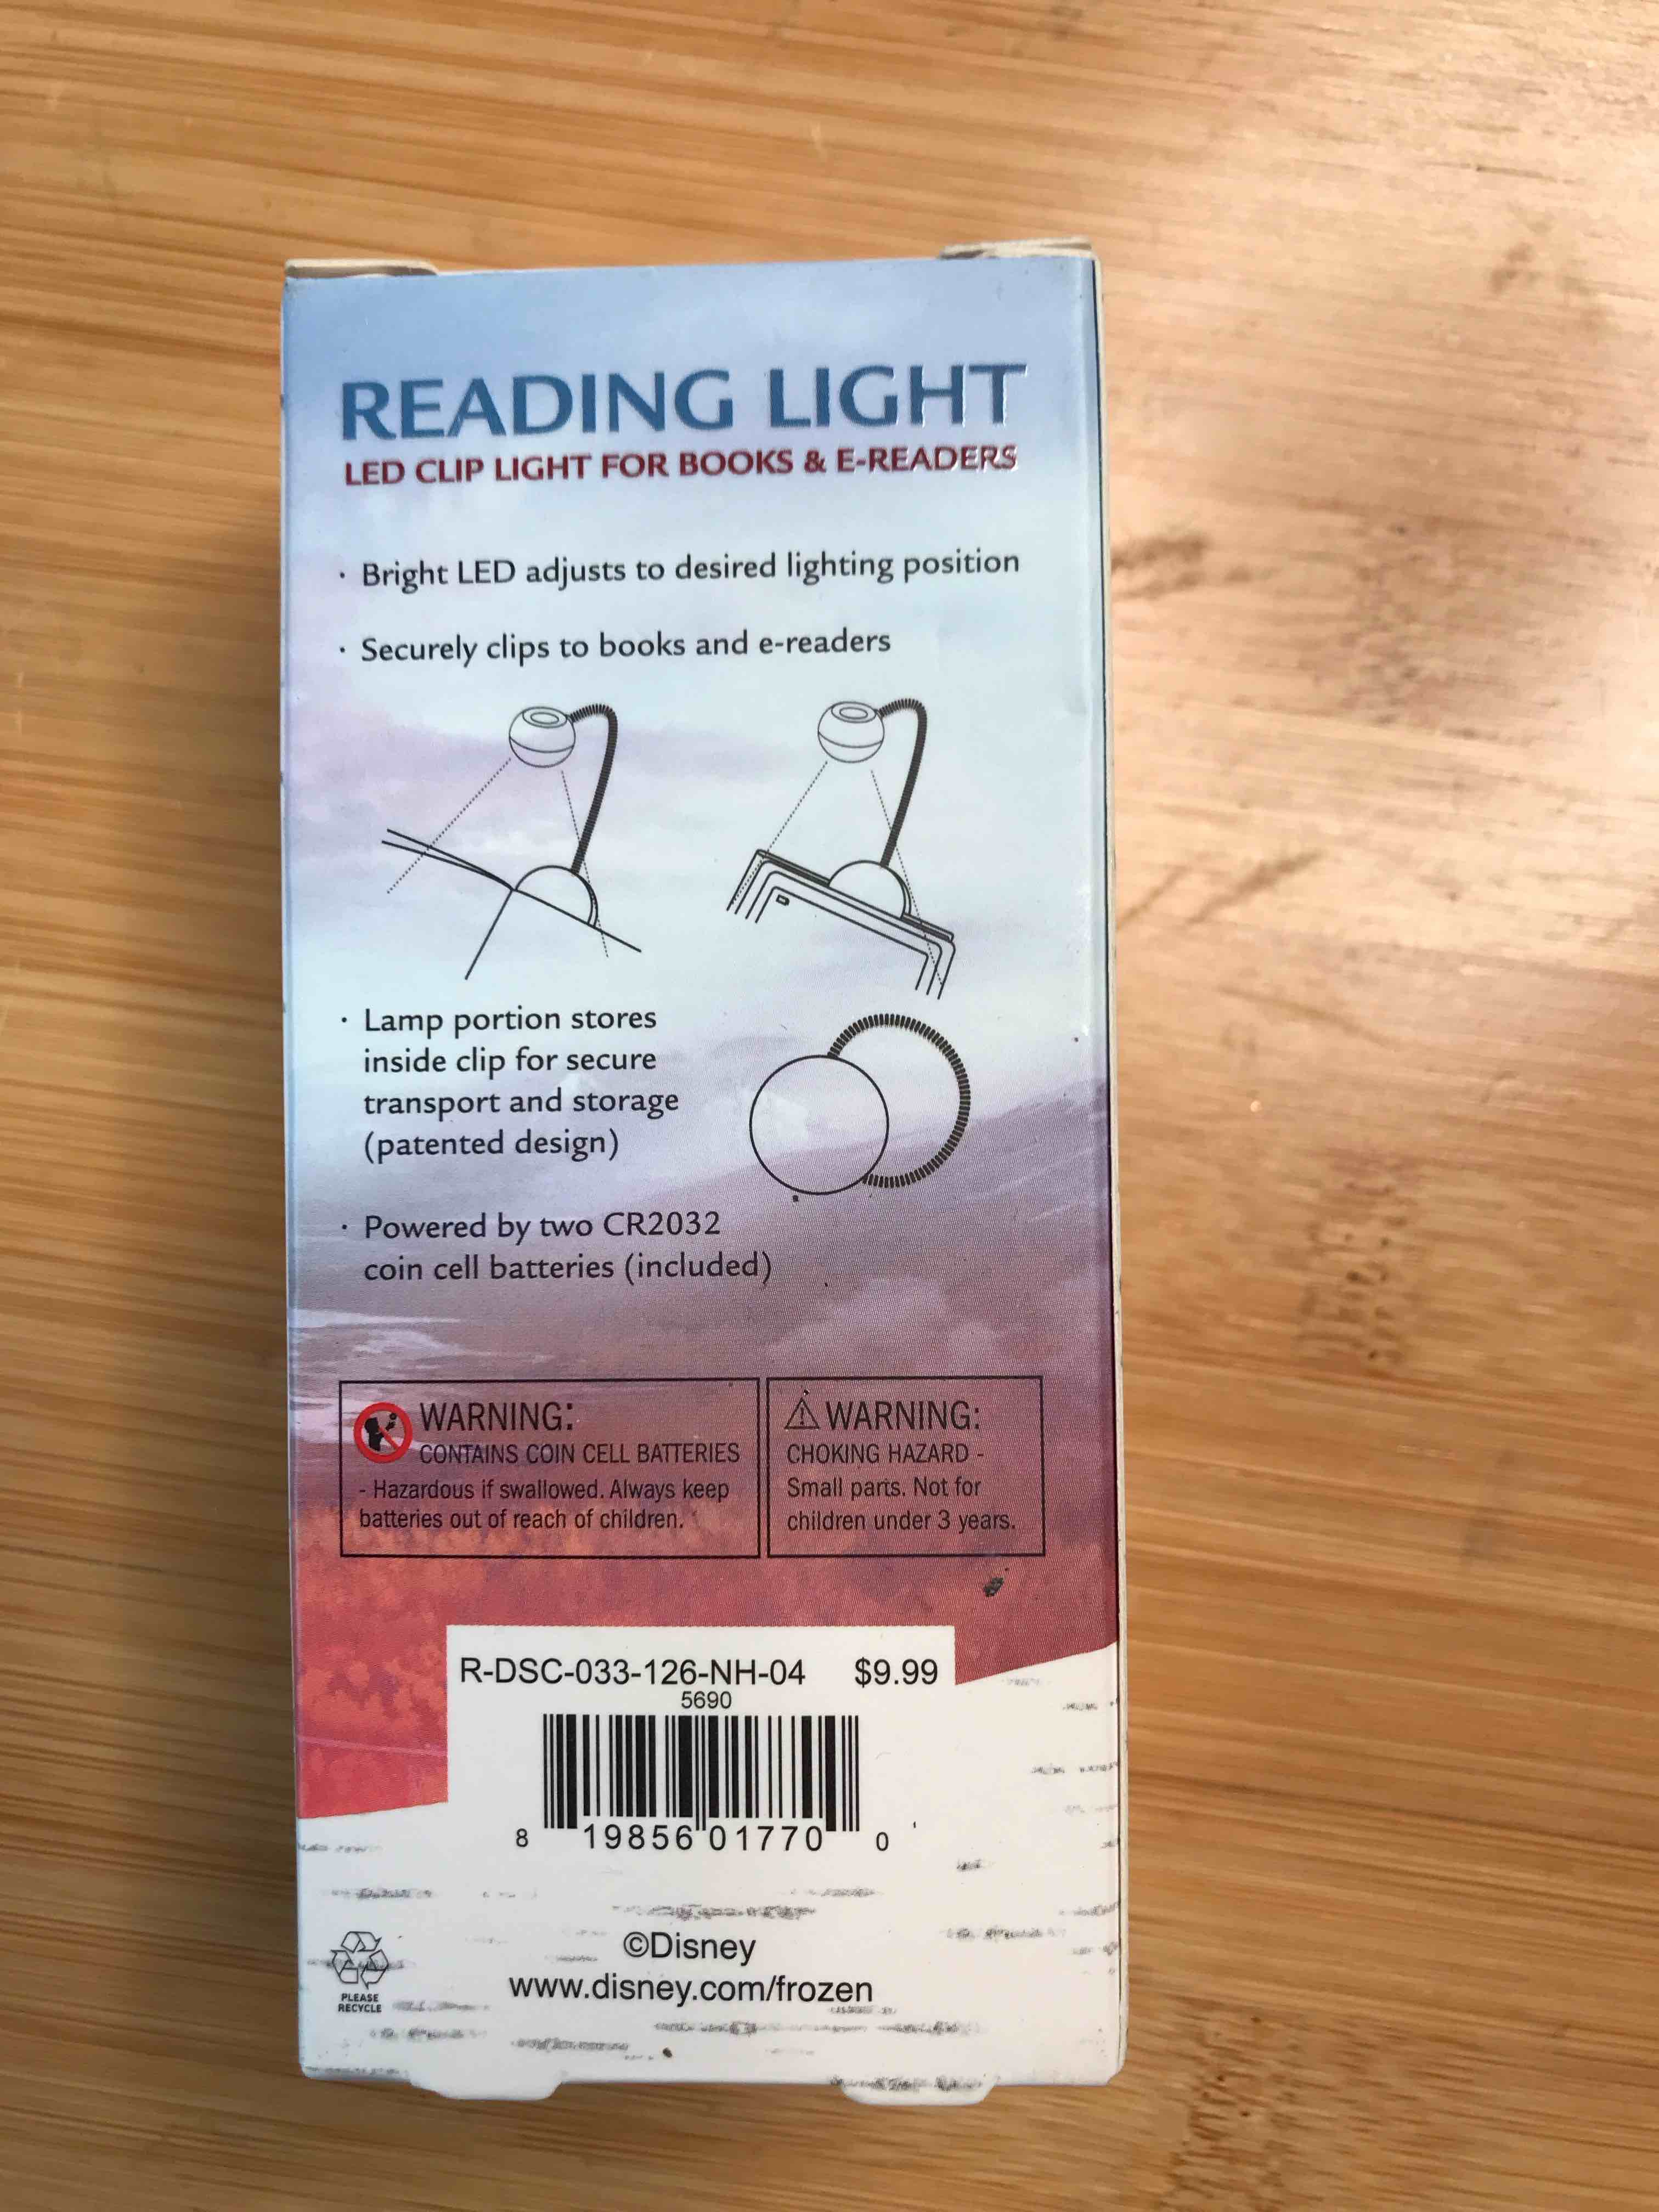 READING LIGHT
LED CLIP LIGHT FOR BOOKS & E-READERS
· Bright LED adjusts to desired lighting position
· Securely clips to books and e-readers
· Lamp portion stores
inside clip for secure
transport and storage
(patented design)
· Powered by two CR2032
coin cell batteries (included)
WARNING:
CONTAINS COIN CELL BATTERIES
- Hazardous if swallowed. Always keep
batteries out of reach of children.
WARNING:
CHOKING HAZARD -
Small parts. Not for
children under 3 years.
R-DSC-033-126-NH-04 $9.99
5690
8 19856 01770 0
©Disney
www.disney.com/frozen
PLEASE
RECYCLE